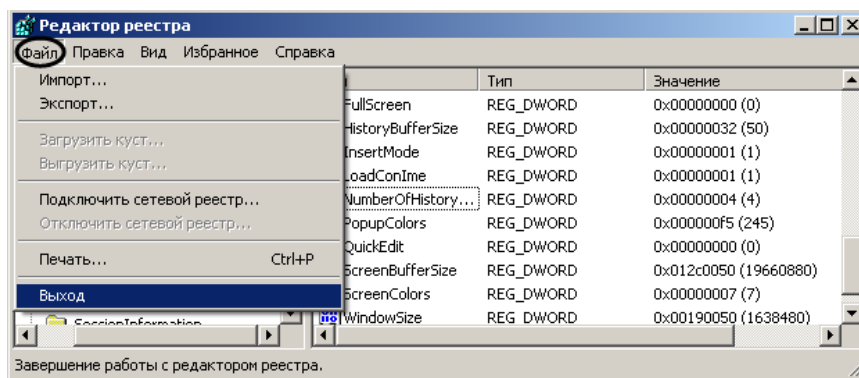 Редактор реестра
Файл Правка Вид Избранное Справка
Импорт...
Экспорт...
Загрузить куст...
Выгрузить куст...
Подключить сетевой реестр...
Отключить сетевой реестр...
Печать... Ctrl+P
Выход
Тип Значение
FullScreen REG_DWORD 0x00000000 (0)
HistoryBufferSize REG_DWORD 0x00000032 (50)
InsertMode REG_DWORD 0x00000001 (1)
LoadConIme REG_DWORD 0x00000001 (1)
NumberOfHistory... REG_DWORD 0x00000004 (4)
PopupColors REG_DWORD 0x000000f5 (245)
QuickEdit REG_DWORD 0x00000000 (0)
ScreenBufferSize REG_DWORD 0x012c0050 (19660880)
ScreenColors REG_DWORD 0x00000007 (7)
WindowSize REG_DWORD 0x00190050 (1638480)
SessionInformation
Завершение работы с редактором реестра.